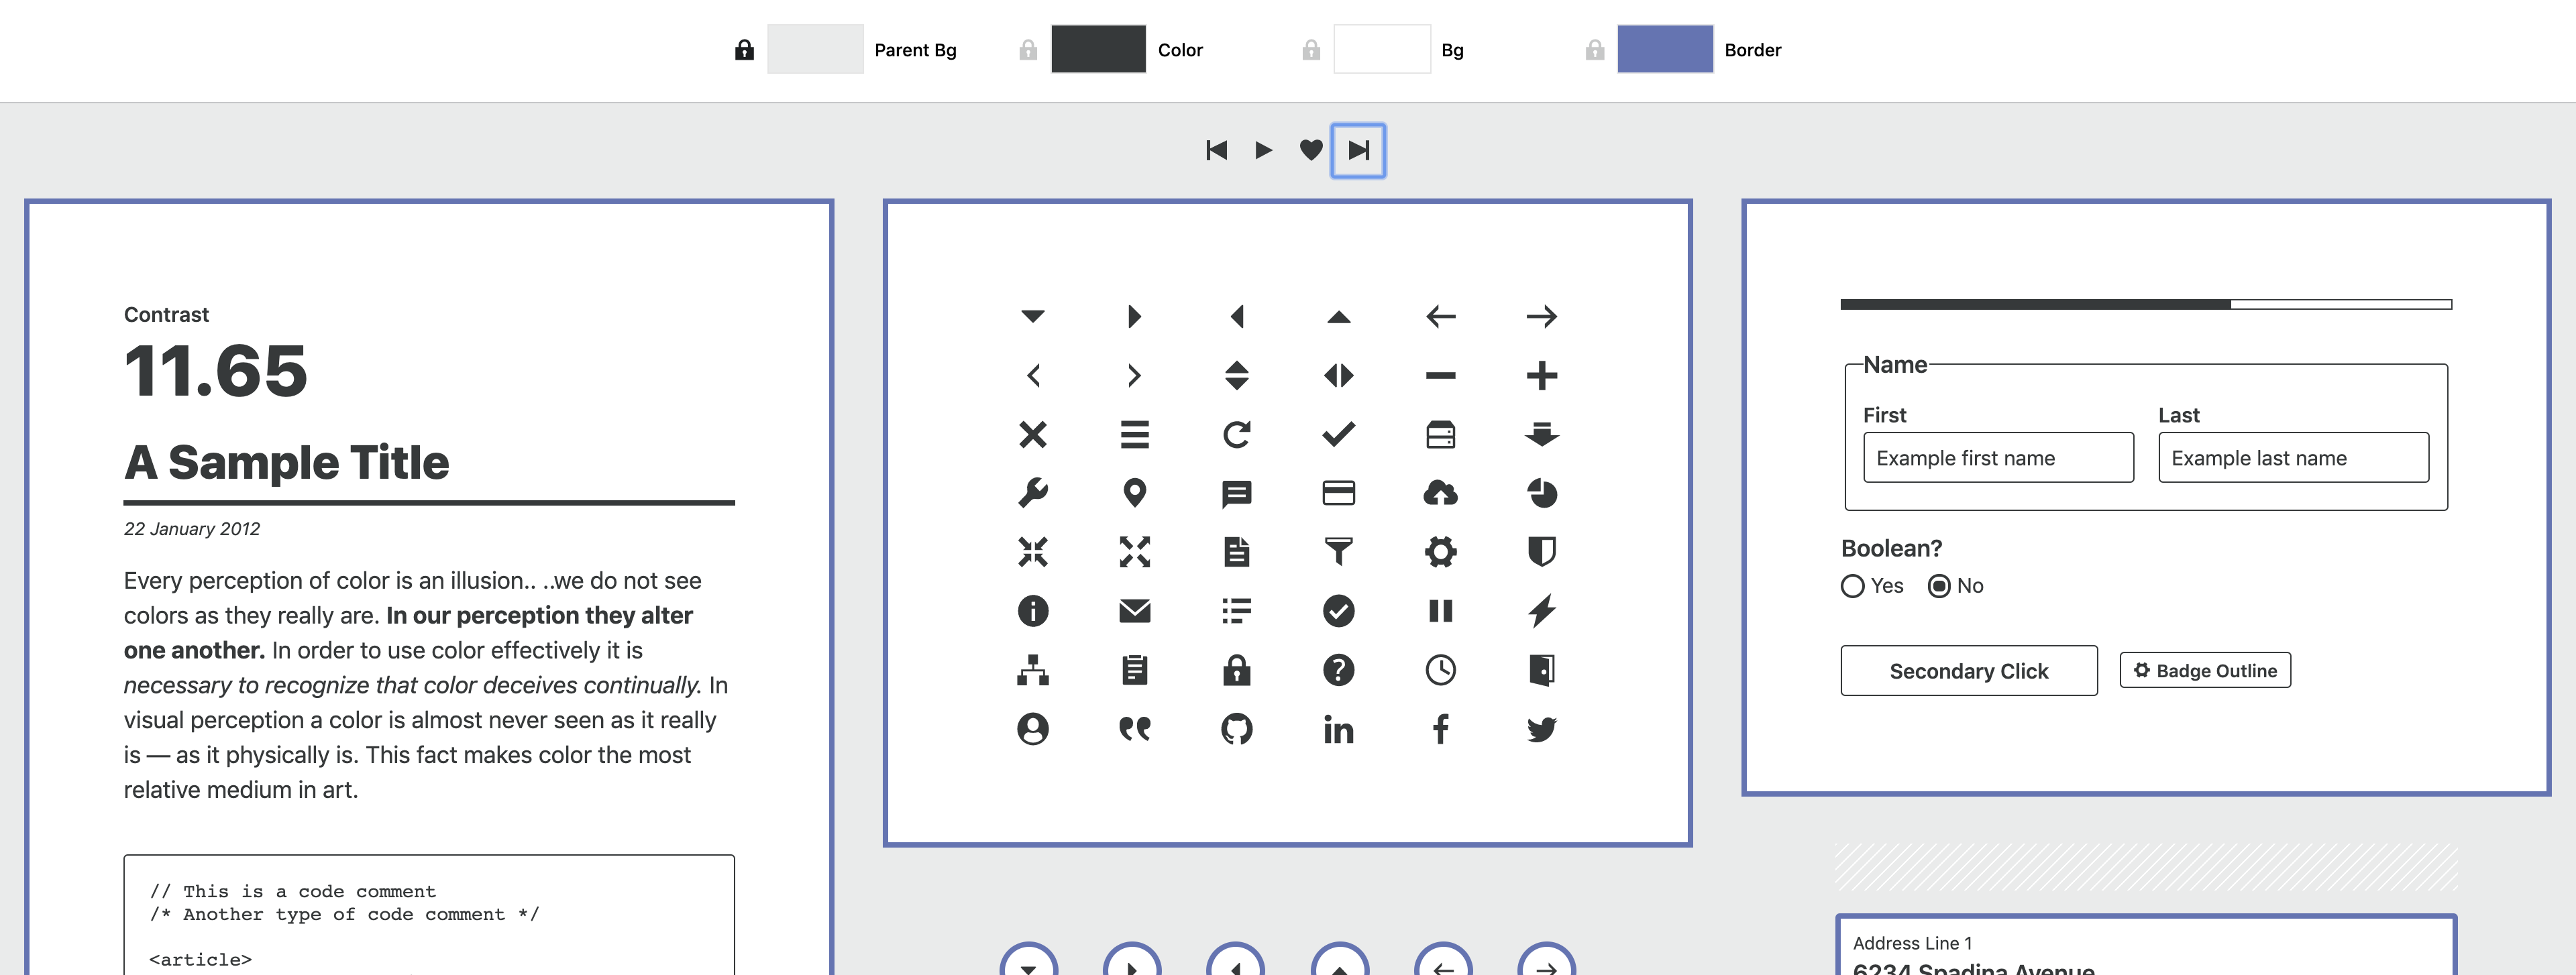 Parent Bg
Color
Bg
Border
Contrast
11.65
A Sample Title
22 January 2012
Every perception of color is an illusion.. ..we do not see
colors as they really are. In our perception they alter
one another. In order to use color effectively it is
necessary to recognize that color deceives continually. In
visual perception a color is almost never seen as it really
is — as it physically is. This fact makes color the most
relative medium in art.
// This is a code comment
/* Another type of code comment */
<article>
Name
First
Last
Example first name
Example last name
Boolean?
Yes
No
Secondary Click
Badge Outline
Address Line 1
6234 Spadina Avenue